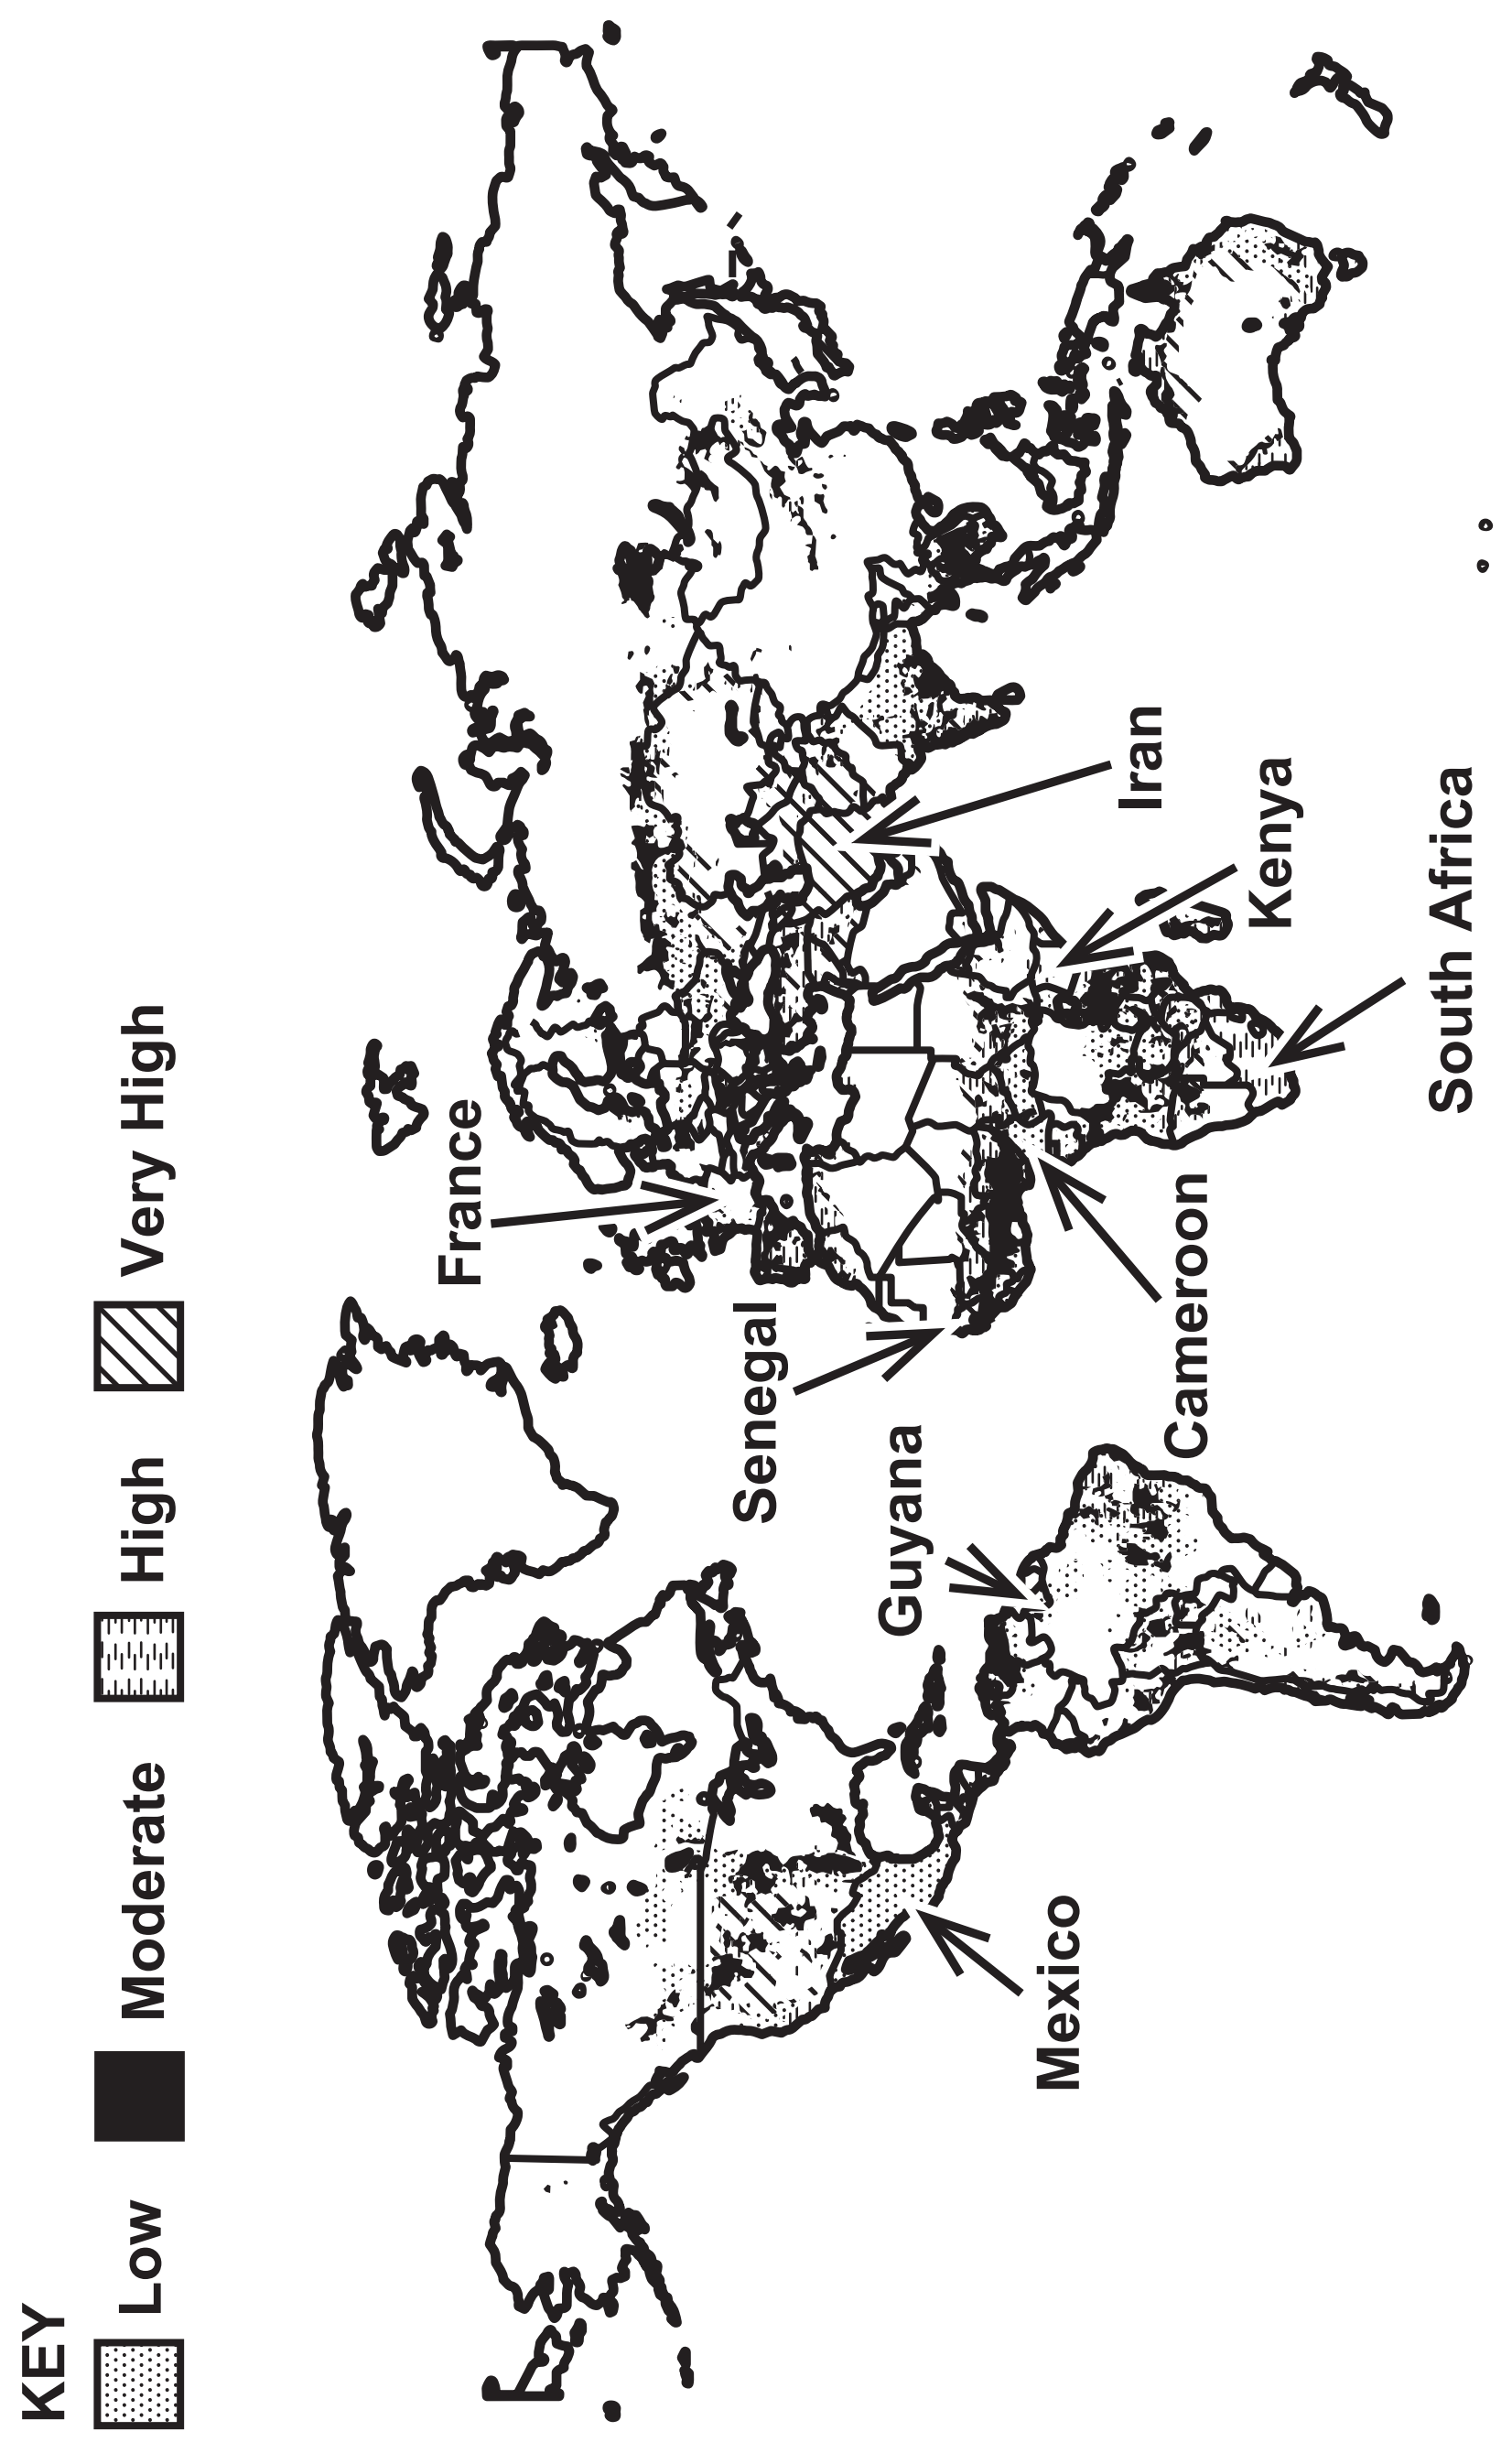 KEY
Low
Moderate
High
Very High
France
Senegal
Guyana
Mexico
Cameroon
Iran
Kenya
South Africa